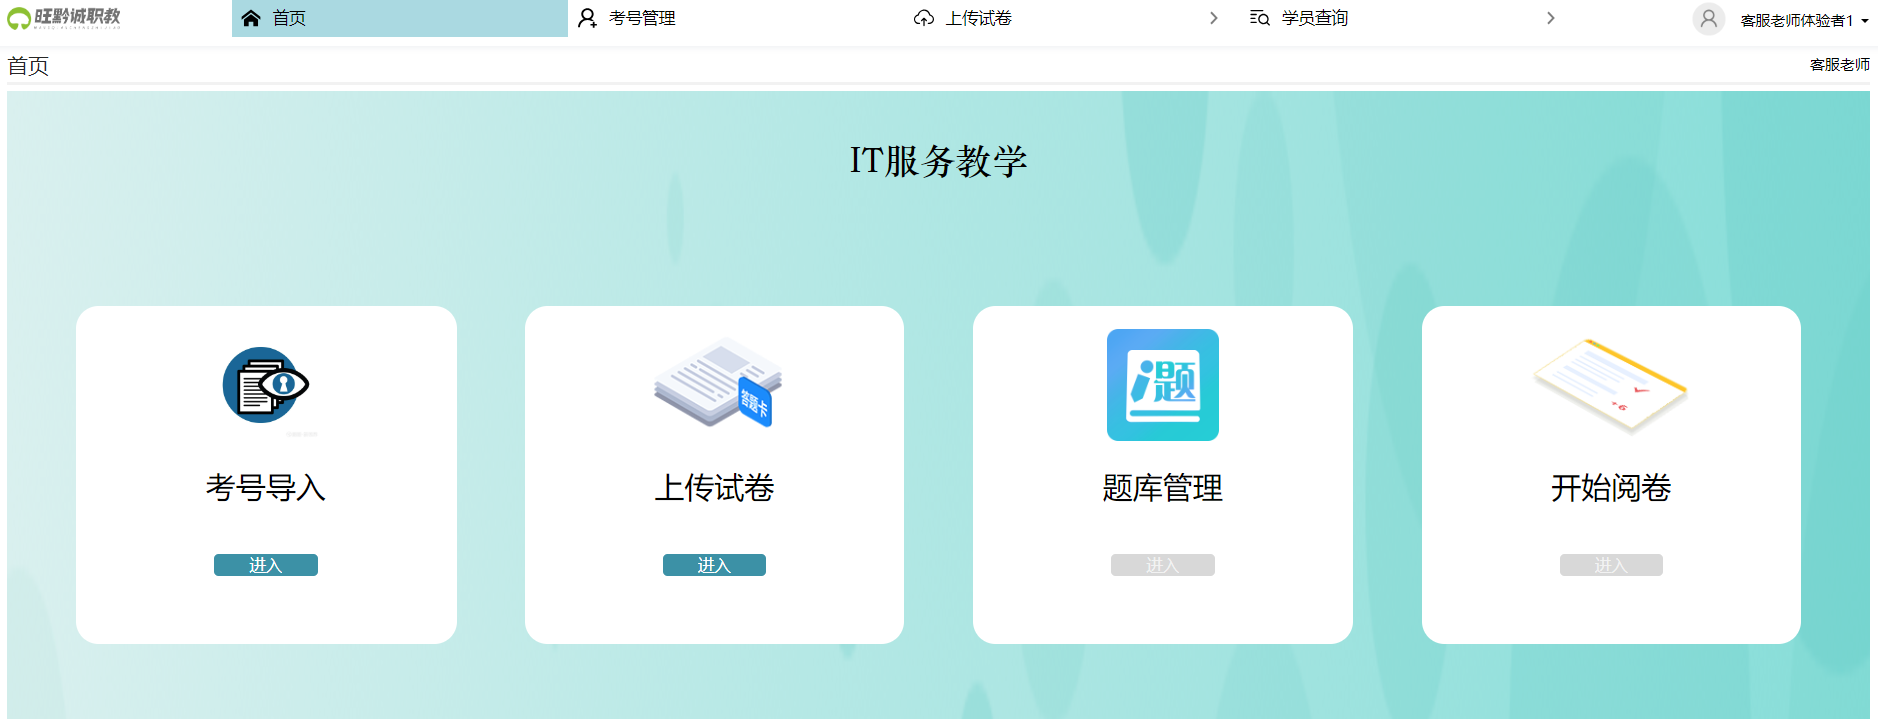 旺黔诚职教
首页
考号管理
上传试卷
学员查询
客服老师体验者1
首页
客服老师
IT服务教学
答题卡
题
+6
考号导入
上传试卷
题库管理
开始阅卷
进入
进入
进入
进入